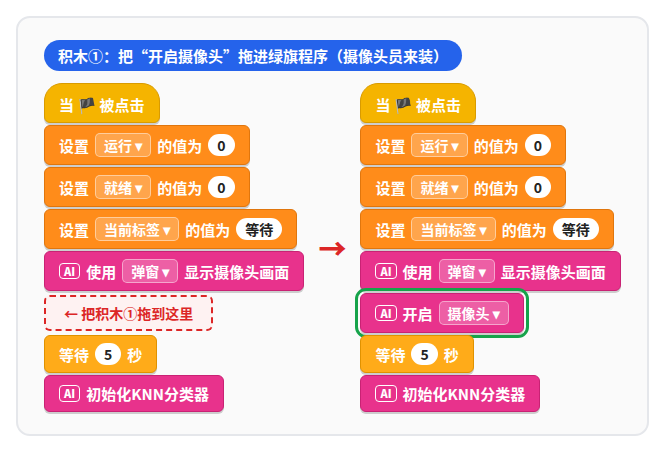 积木①：把“开启摄像头”拖进绿旗程序（摄像头员来装）
当 🏴 被点击
设置 运行▼ 的值为 0
设置 就绪▼ 的值为 0
设置 当前标签▼ 的值为 等待
AI 使用 弹窗▼ 显示摄像头画面
←把积木①拖到这里
等待 5 秒
AI 初始化KNN分类器
→
当 🏴 被点击
设置 运行▼ 的值为 0
设置 就绪▼ 的值为 0
设置 当前标签▼ 的值为 等待
AI 使用 弹窗▼ 显示摄像头画面
AI 开启 摄像头▼
等待 5 秒
AI 初始化KNN分类器